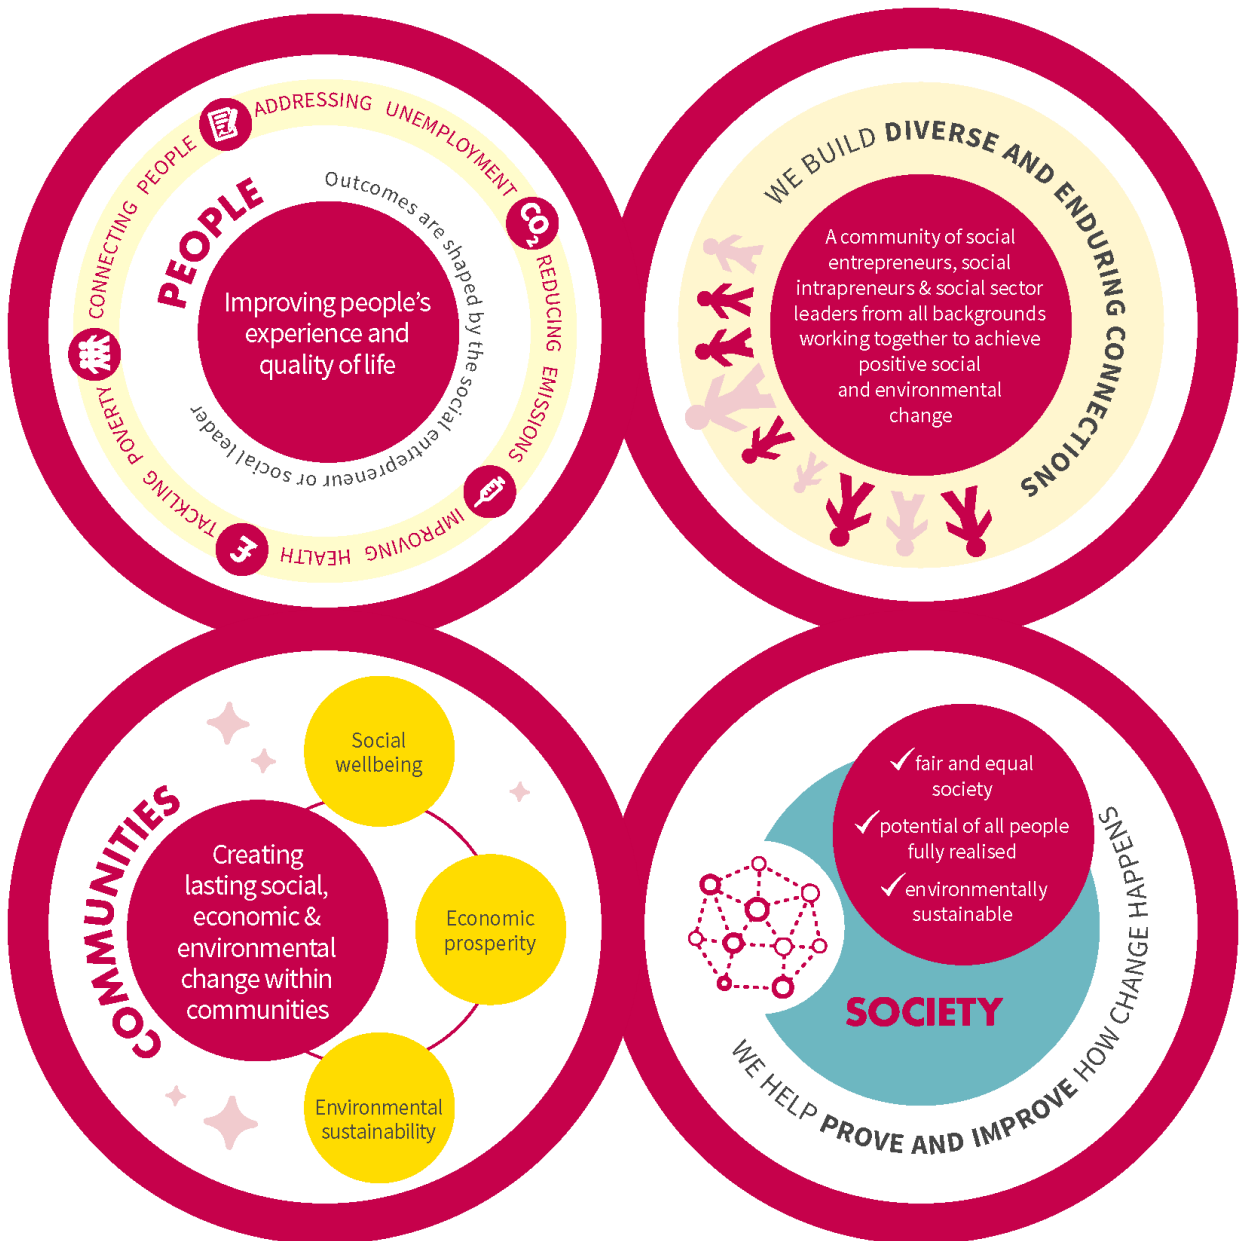 PEOPLE
Improving people's
experience and
quality of life
Outcomes are shaped by the social entrepreneur or social leader
ADDRESSING UNEMPLOYMENT
CO2
REDUCING EMISSIONS
IMPROVING HEALTH
£
TACKLING POVERTY
CONNECTING PEOPLE
WE BUILD DIVERSE AND ENDURING CONNECTIONS
A community of social
entrepreneurs, social
intrapreneurs & social sector
leaders from all backgrounds
working together to achieve
positive social
and environmental
change
COMMUNITIES
Creating
lasting social,
economic &
environmental
change within
communities
Social
wellbeing
Economic
prosperity
Environmental
sustainability
✓ fair and equal
society
✓ potential of all people
fully realised
✓ environmentally
sustainable
SOCIETY
WE HELP PROVE AND IMPROVE HOW CHANGE HAPPENS